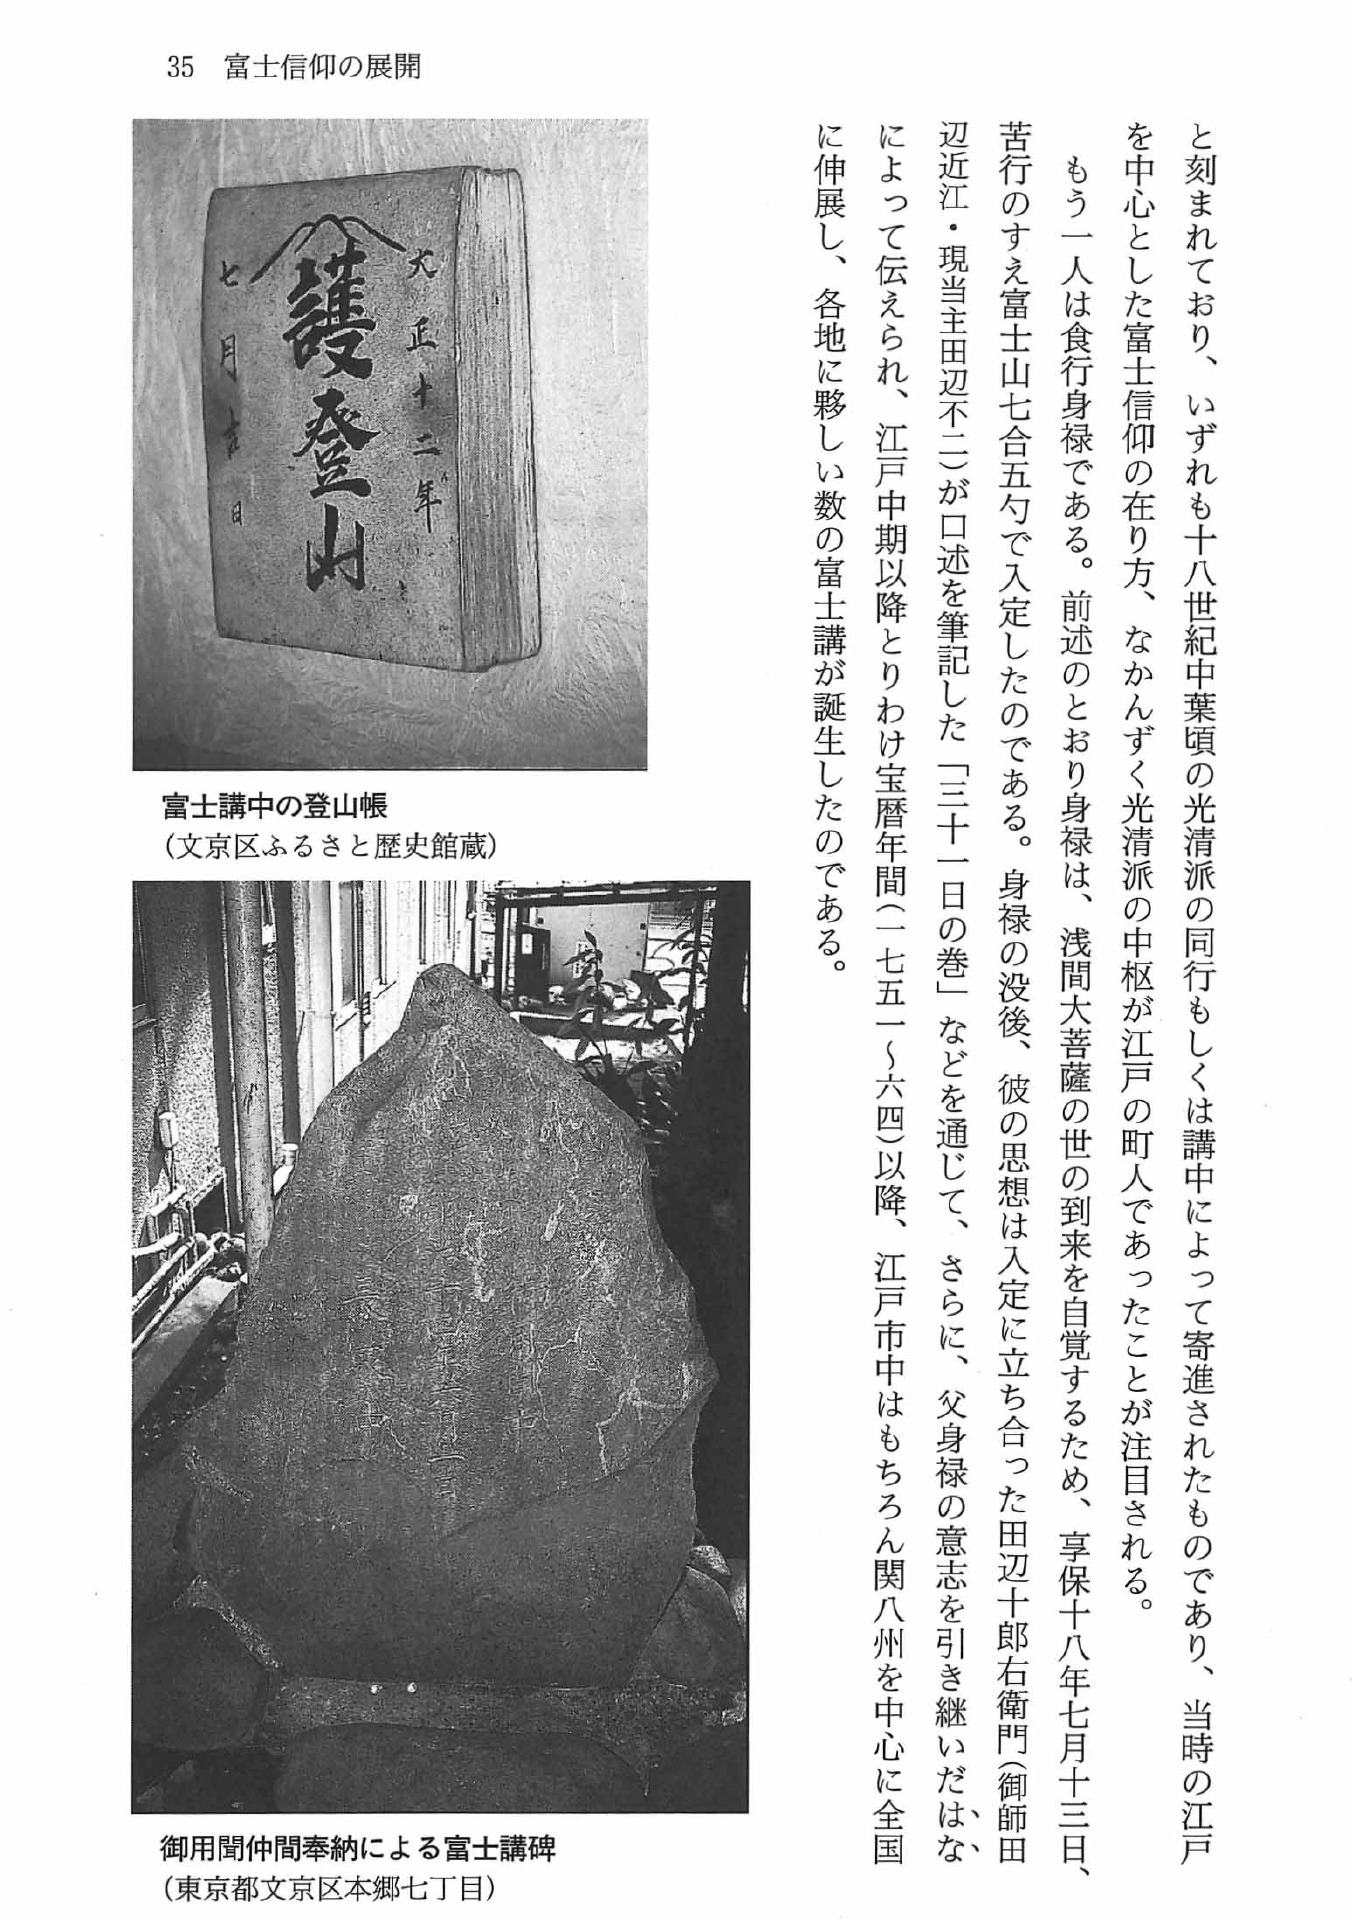 35 富士信仰の展開
と刻まれており、いずれも十八世紀中葉頃の光清派の同行もしくは講中によって寄進されたものであり、当時の江戸
を中心とした富士信仰の在り方、なかんずく光清派の中枢が江戸の町人であったことが注目される。
もう一人は食行身禄である。前述のとおり身禄は、浅間大菩薩の世の到来を自覚するため、享保十八年七月十三日、
苦行のすえ富士山七合五勺で入定したのである。身禄の没後、彼の思想は入定に立ち合った田辺十郎右衛門(御師田
辺近江・現当主田辺不二)が口述を筆記した「三十一日の巻」などを通じて、さらに、父身禄の意志を引き継いだはな
によって伝えられ、江戸中期以降とりわけ宝暦年間(一七五一〜六四)以降、江戸市中はもちろん関八州を中心に全国
に伸展し、各地に夥しい数の富士講が誕生したのである。
大正十二年
護登山
七月吉日
富士講中の登山帳
(文京区ふるさと歴史館蔵)
御用聞仲間奉納による富士講碑
(東京都文京区本郷七丁目)